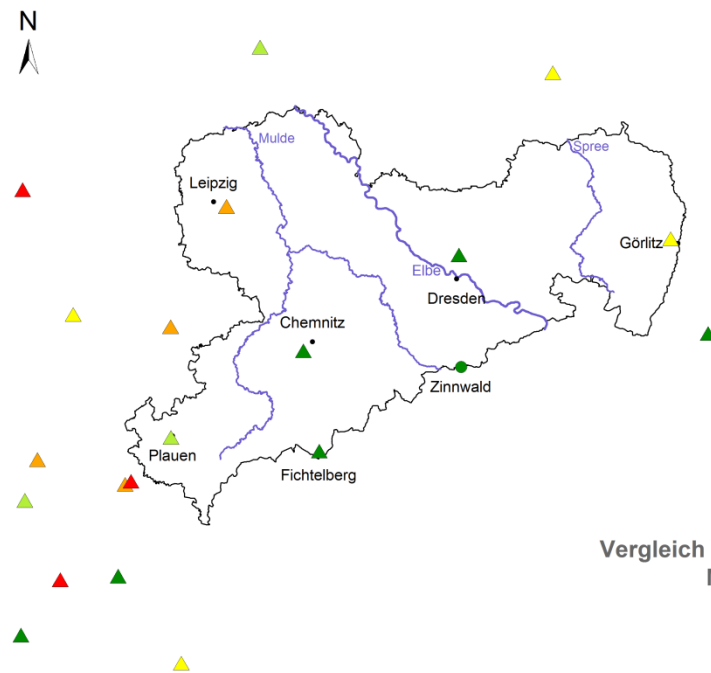 N
Mulde
Spree
Leipzig
Görlitz
Elbe
Dresden
Chemnitz
Zinnwald
Plauen
Fichtelberg
Vergleich